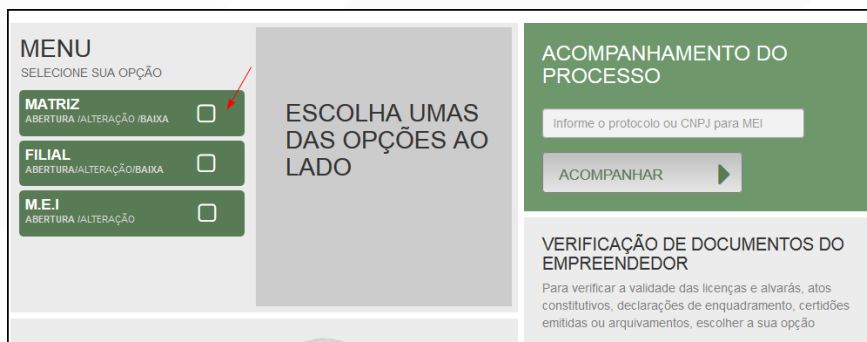 MENU
SELECIONE SUA OPÇÃO
MATRIZ
ABERTURA /ALTERAÇÃO /BAIXA
FILIAL
ABERTURA/ALTERAÇÃO/BAIXA
M.E.I
ABERTURA /ALTERAÇÃO
ESCOLHA UMAS
DAS OPÇÕES AO
LADO
ACOMPANHAMENTO DO
PROCESSO
Informe o protocolo ou CNPJ para MEI
ACOMPANHAR
VERIFICAÇÃO DE DOCUMENTOS DO
EMPREENDEDOR
Para verificar a validade das licenças e alvarás, atos
constitutivos, declarações de enquadramento, certidões
emitidas ou arquivamentos, escolher a sua opção